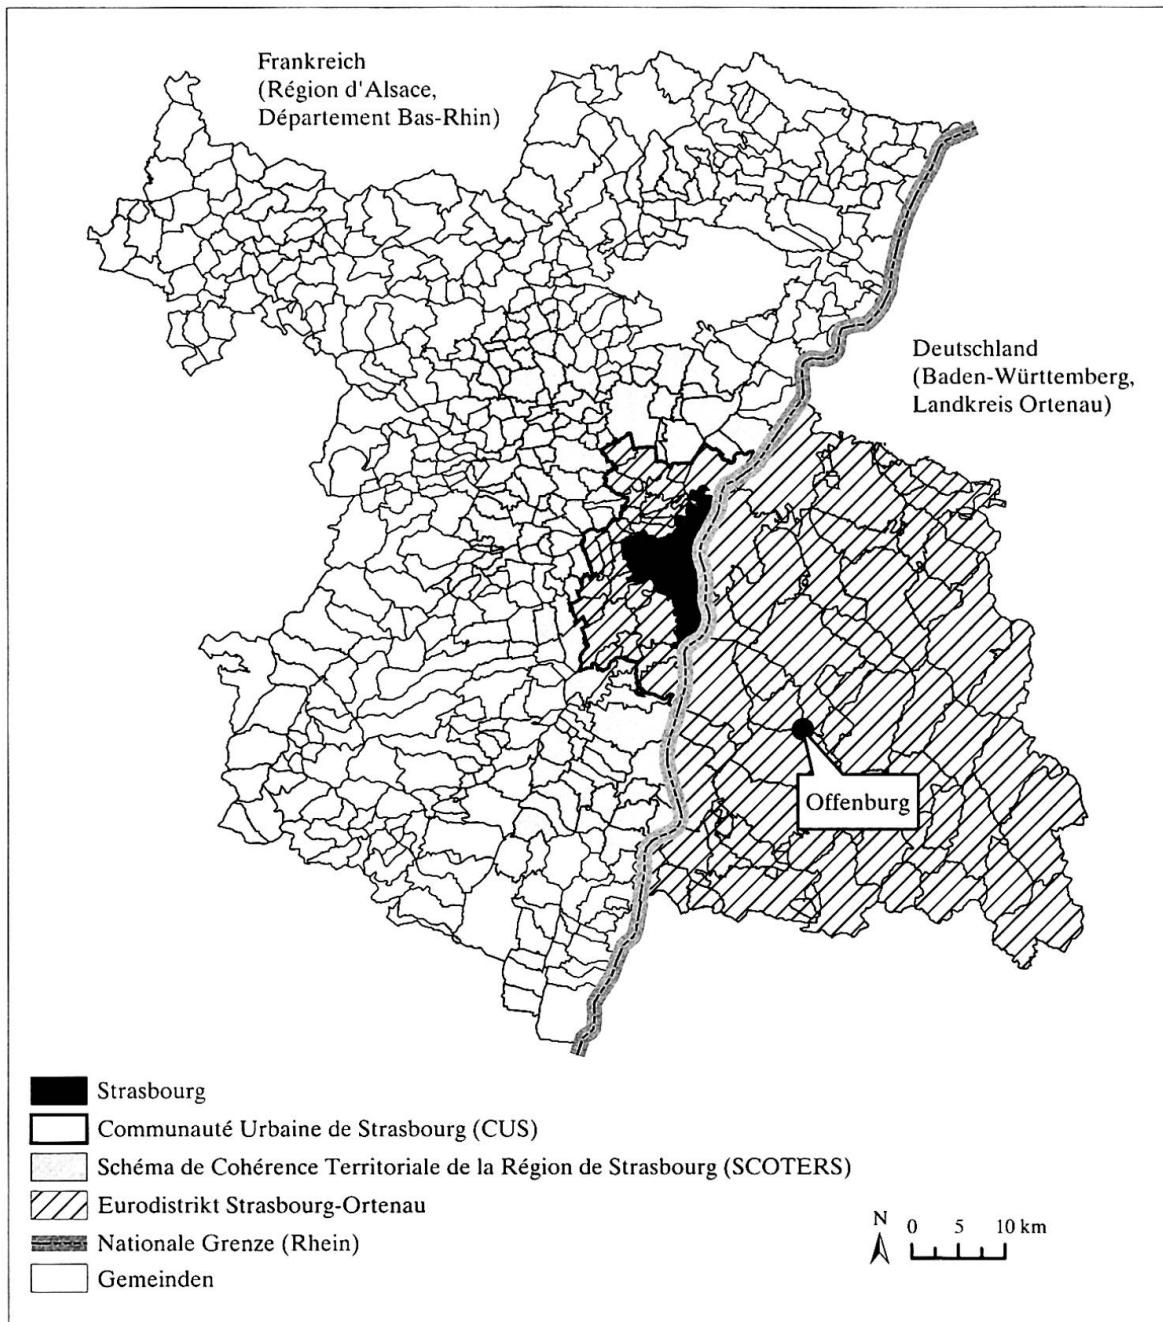 Frankreich
(Région d'Alsace,
Département Bas-Rhin)
Deutschland
(Baden-Württemberg,
Landkreis Ortenau)
Offenburg
Strasbourg
Communauté Urbaine de Strasbourg (CUS)
Schéma de Cohérence Territoriale de la Région de Strasbourg (SCOTERS)
Eurodistrikt Strasbourg-Ortenau
Nationale Grenze (Rhein)
Gemeinden
N
0 5 10 km